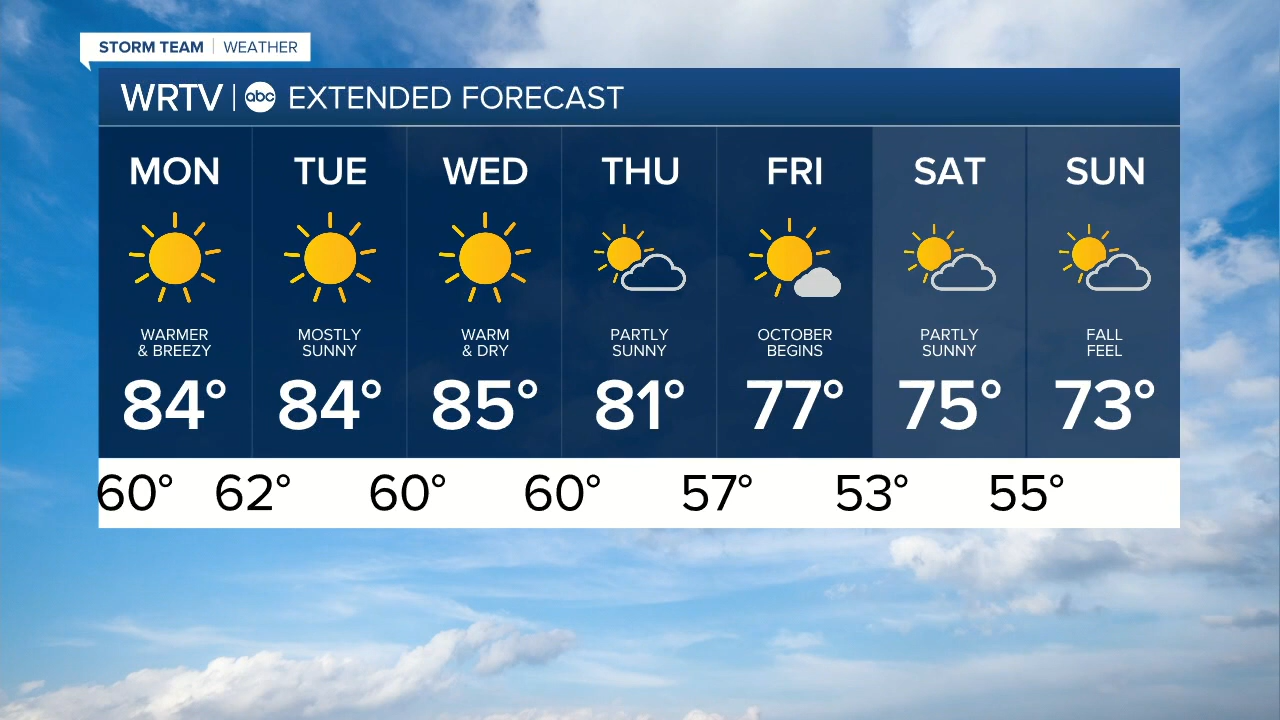 STORM TEAM | WEATHER
WRTV | abc EXTENDED FORECAST
MON TUE WED THU FRI SAT SUN
WARMER MOSTLY WARM PARTLY OCTOBER PARTLY FALL
& BREEZY SUNNY & DRY SUNNY BEGINS SUNNY FEEL
84° 84° 85° 81° 77° 75° 73°
60° 62° 60° 60° 57° 53° 55°